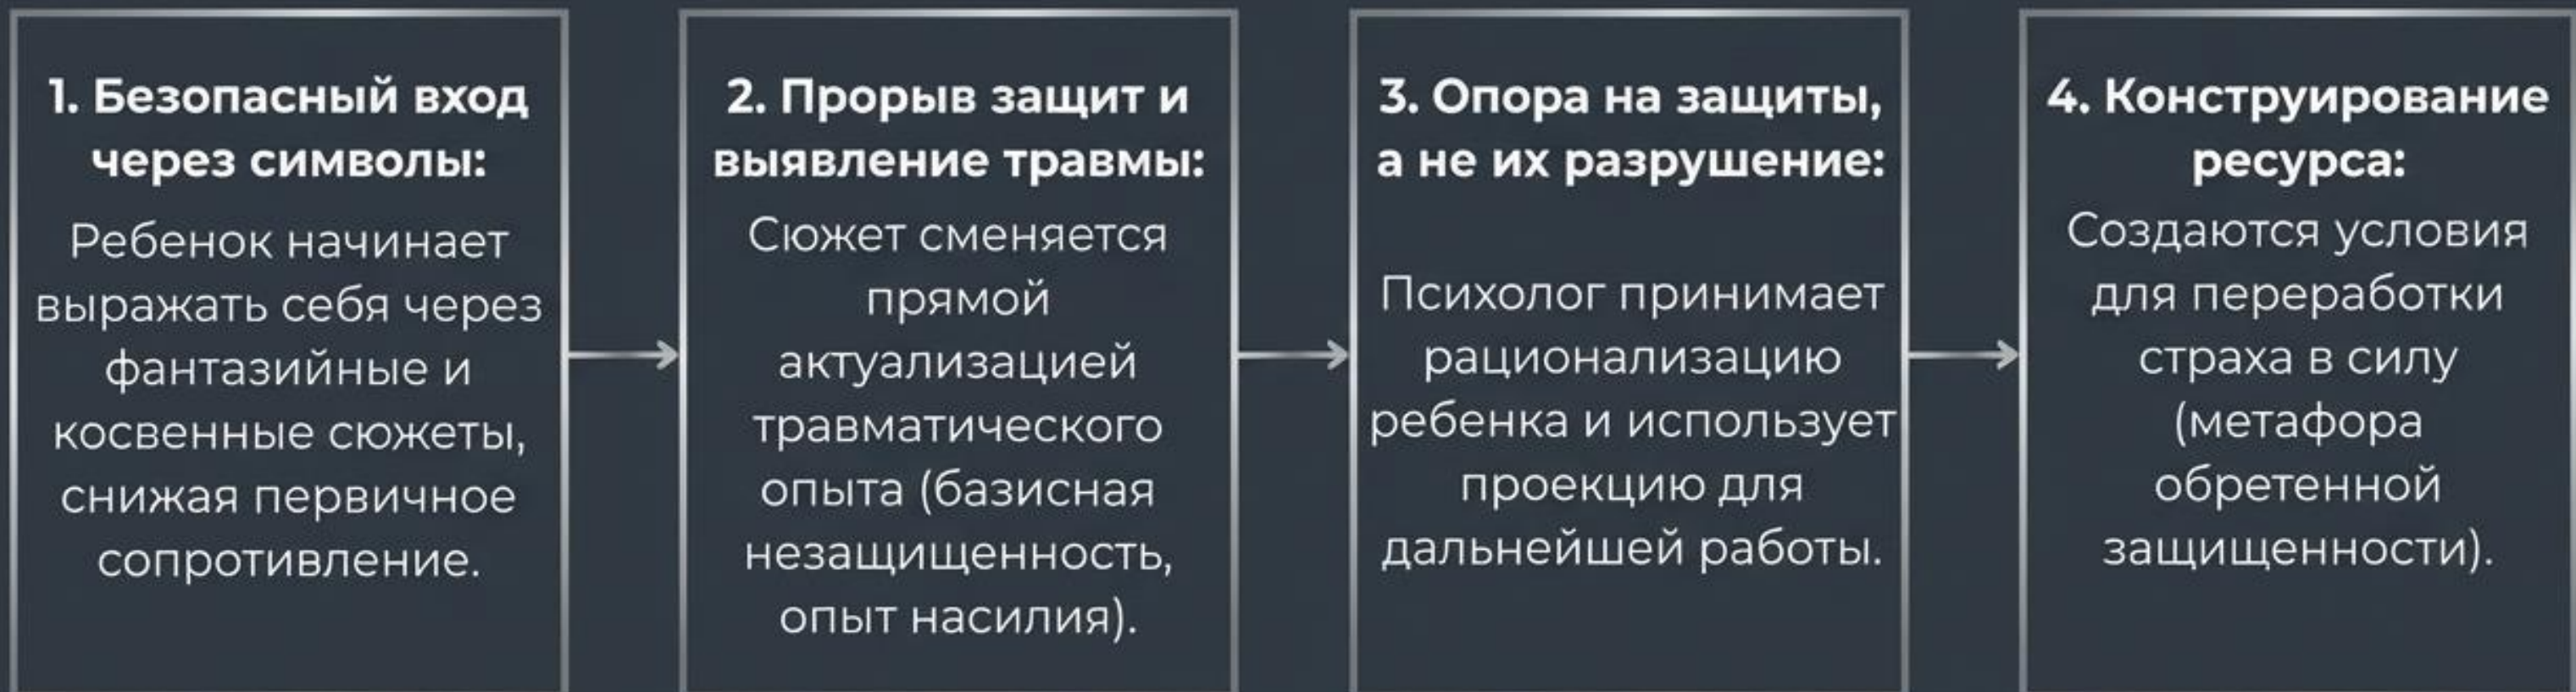 1. Безопасный вход
через символы:
Ребенок начинает
выражать себя через
фантазийные и
косвенные сюжеты,
снижая первичное
сопротивление.
2. Прорыв защит и
выявление травмы:
Сюжет сменяется
прямой
актуализацией
травматического
опыта (базисная
незащищенность,
опыт насилия).
3. Опора на защиты,
а не их разрушение:
Психолог принимает
рационализацию
ребенка и использует
проекцию для
дальнейшей работы.
4. Конструирование
ресурса:
Создаются условия
для переработки
страха в силу
(метафора
обретенной
защищенности).